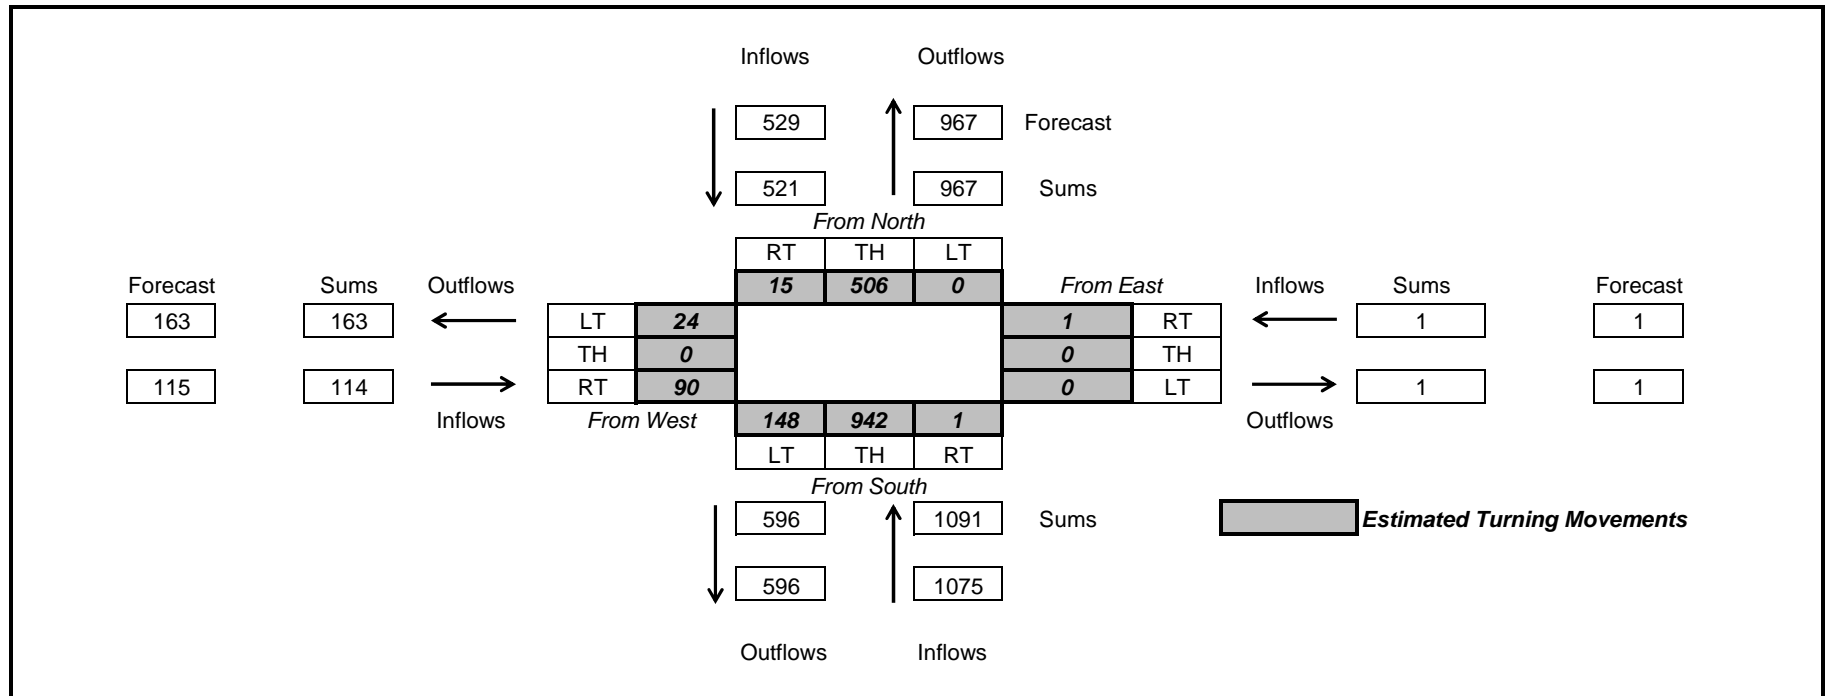 Inflows Outflows
529 967 Forecast
521 967 Sums
From North
RT TH LT
Forecast Sums Outflows 15 506 0 From East Inflows Sums Forecast
163 163 LT 24 1 RT 1 1
TH 0 0 TH
115 114 RT 90 0 LT 1 1
Inflows From West 148 942 1 Outflows
LT TH RT
From South
596 1091 Sums Estimated Turning Movements
596 1075
Outflows Inflows